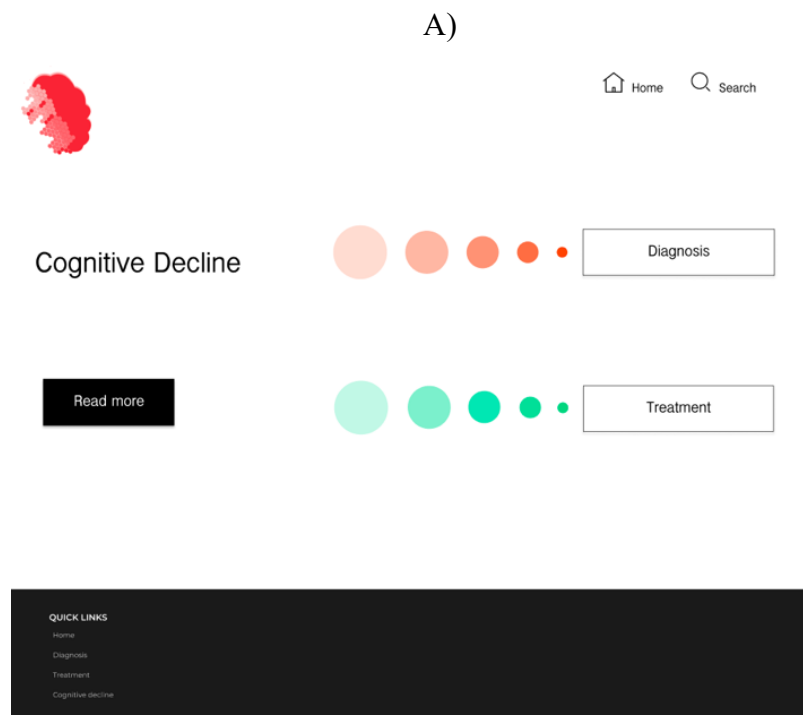 A)
Home
Search
Cognitive Decline
Diagnosis
Read more
Treatment
QUICK LINKS
Home
Diagnosis
Treatment
Cognitive decline